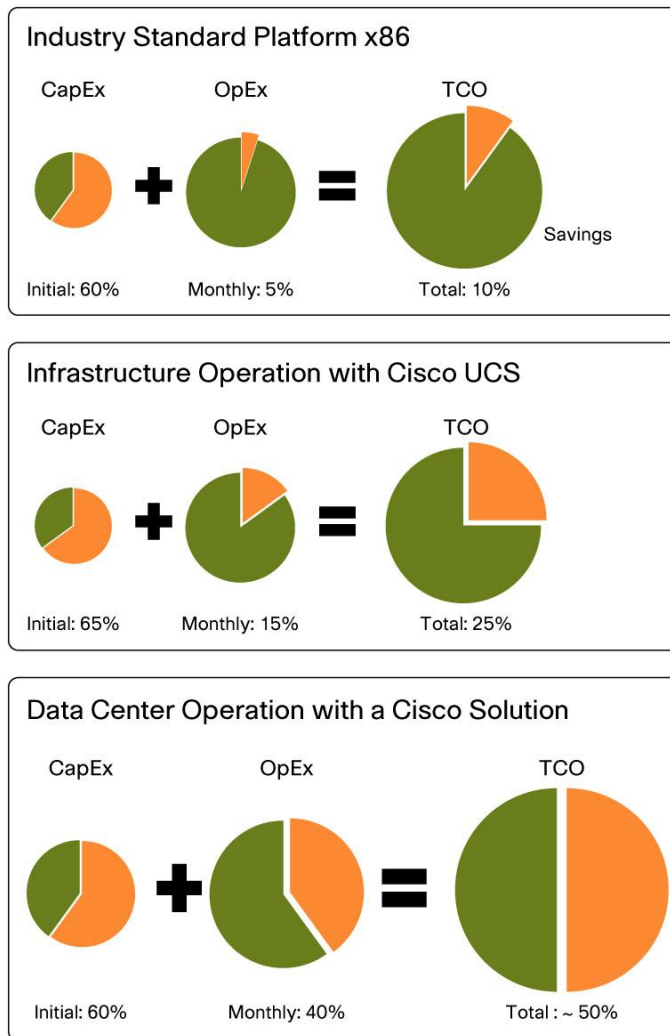 Industry Standard Platform x86
CapEx OpEx TCO
Savings
Initial: 60% Monthly: 5% Total: 10%
Infrastructure Operation with Cisco UCS
CapEx OpEx TCO
Initial: 65% Monthly: 15% Total: 25%
Data Center Operation with a Cisco Solution
CapEx OpEx TCO
Initial: 60% Monthly: 40% Total : ~ 50%